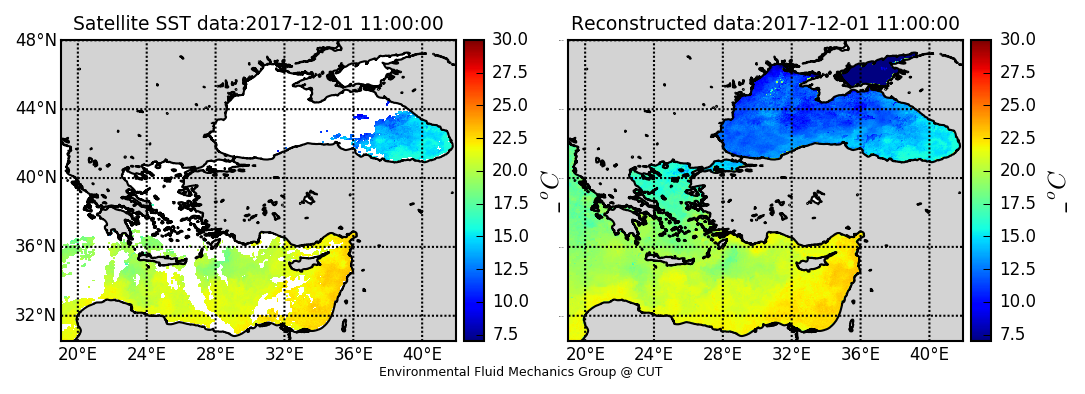 Satellite SST data:2017-12-01 11:00:00
Reconstructed data:2017-12-01 11:00:00
48°N
44°N
40°N
36°N
32°N
20°E 24°E 28°E 32°E 36°E 40°E
30.0
27.5
25.0
22.5
20.0
17.5
15.0
12.5
10.0
7.5
_°C
20°E 24°E 28°E 32°E 36°E 40°E
30.0
27.5
25.0
22.5
20.0
17.5
15.0
12.5
10.0
7.5
_°C
Environmental Fluid Mechanics Group @ CUT